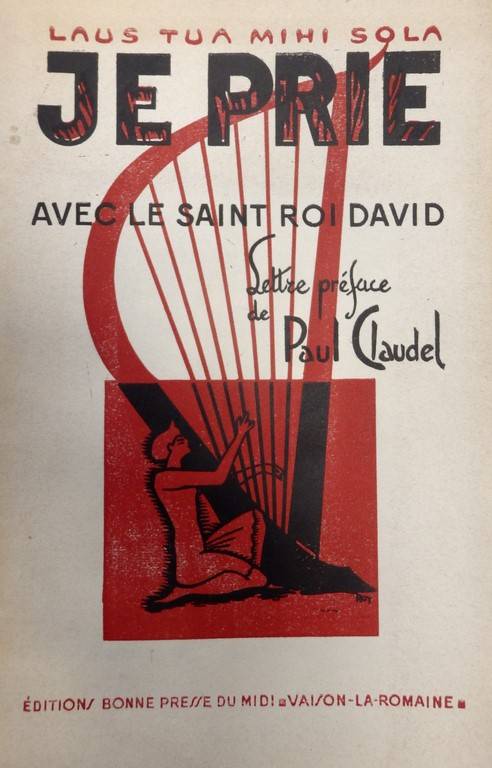 LAUS TUA MIHI SOLA
JE PRIE
AVEC LE SAINT ROI DAVID
Lettre préface
de
Paul Claudel
ÉDITIONS BONNE PRESSE DU MIDI ■ VAISON-LA-ROMAINE ■